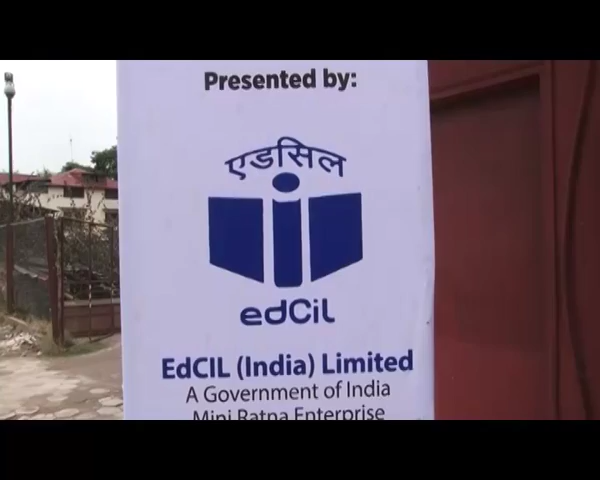 Presented by:
एडसिल
edCiL
EdCIL (India) Limited
A Government of India
Mini Ratna Enterprise